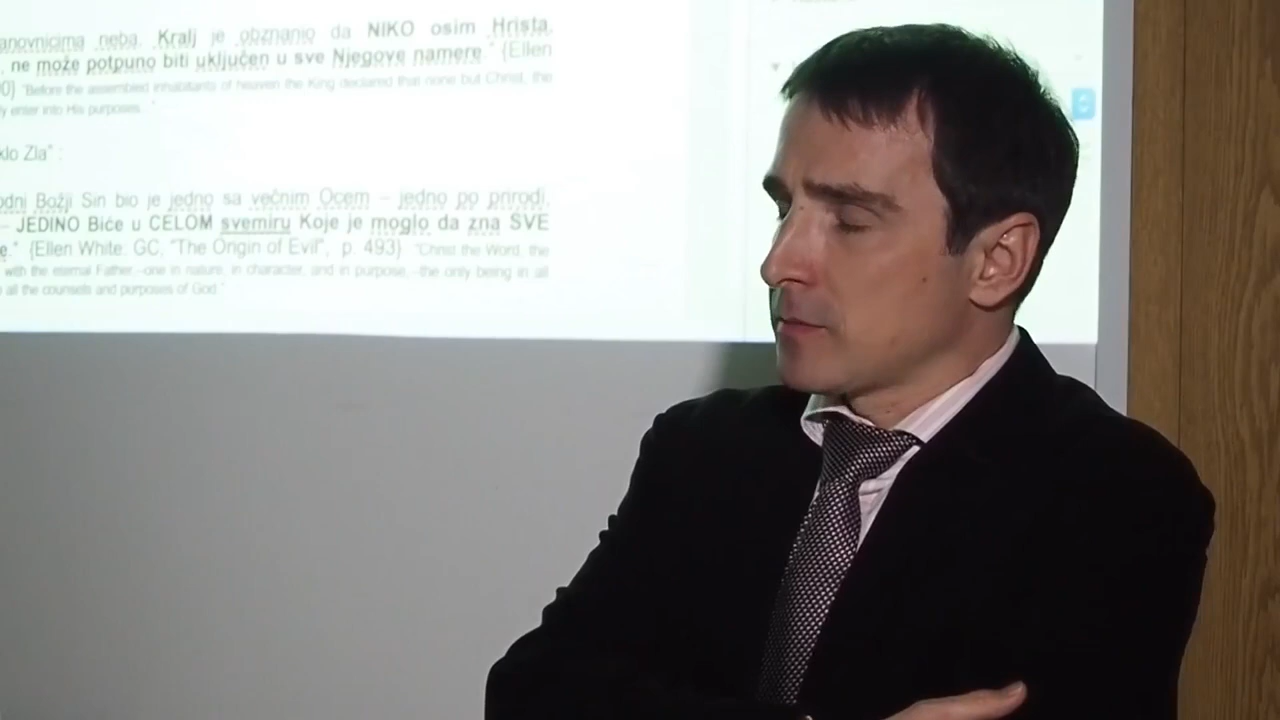 anovnicima neba, Kralj je obznanio da NIKO osim Hrista,
, ne može potpuno biti uključen u sve Njegove namere." {Ellen
0} "Before the assembled inhabitants of heaven the King declared that none but Christ, the
ly enter into His purposes..."
klo Zla" :
odni Božji Sin bio je jedno sa večnim Ocem – jedno po prirodi,
– JEDINO Biće u CELOM svemiru Koje je moglo da zna SVE
e." {Ellen White: GC, "The Origin of Evil", p. 493} "Christ the Word, the
with the eternal Father,--one in nature, in character, and in purpose,--the only being in all
all the counsels and purposes of God."